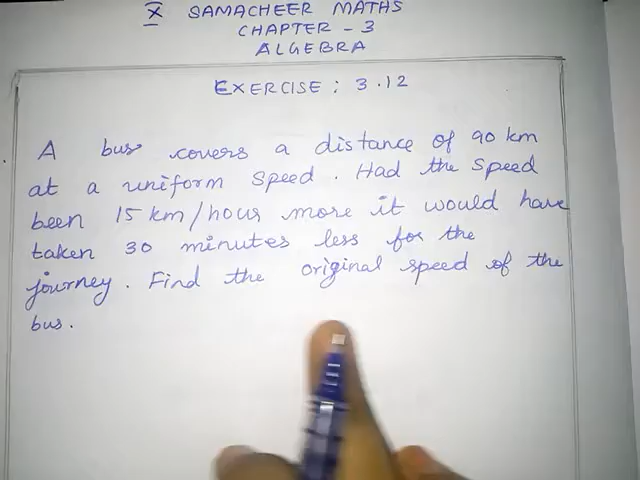 X SAMACHEER MATHS
CHAPTER - 3
ALGEBRA
EXERCISE : 3.12
A bus covers a distance of 90 km
at a uniform speed. Had the speed
been 15 km/hour more it would have
taken 30 minutes less for the
journey. Find the original speed of the
bus.